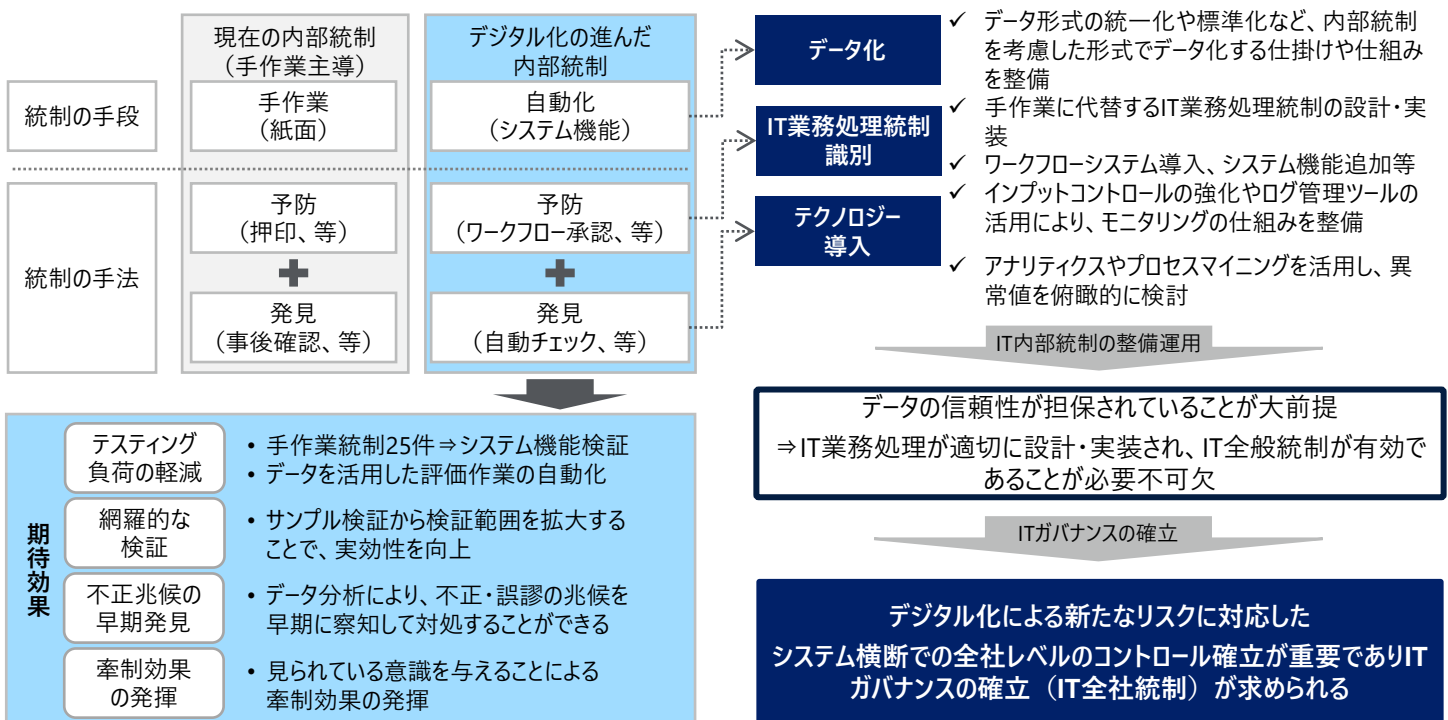 現在の内部統制
（手作業主導）
デジタル化の進んだ
内部統制
統制の手段
手作業
（紙面）
自動化
（システム機能）
統制の手法
予防
（押印、等）
発見
（事後確認、等）
予防
（ワークフロー承認、等）
発見
（自動チェック、等）
期待効果
テスティング
負荷の軽減
• 手作業統制25件⇒システム機能検証
• データを活用した評価作業の自動化
網羅的な
検証
• サンプル検証から検証範囲を拡大する
ことで、実効性を向上
不正兆候の
早期発見
• データ分析により、不正・誤謬の兆候を
早期に察知して対処することができる
牽制効果
の発揮
• 見られている意識を与えることによる
牽制効果の発揮
データ化
IT業務処理統制
識別
テクノロジー
導入
✓ データ形式の統一化や標準化など、内部統制
を考慮した形式でデータ化する仕掛けや仕組み
を整備
✓ 手作業に代替するIT業務処理統制の設計・実
装
✓ ワークフローシステム導入、システム機能追加等
✓ インプットコントロールの強化やログ管理ツールの
活用により、モニタリングの仕組みを整備
✓ アナリティクスやプロセスマイニングを活用し、異
常値を俯瞰的に検討
IT内部統制の整備運用
データの信頼性が担保されていることが大前提
⇒IT業務処理が適切に設計・実装され、IT全般統制が有効で
あることが必要不可欠
ITガバナンスの確立
デジタル化による新たなリスクに対応した
システム横断での全社レベルのコントロール確立が重要でありIT
ガバナンスの確立（IT全社統制）が求められる